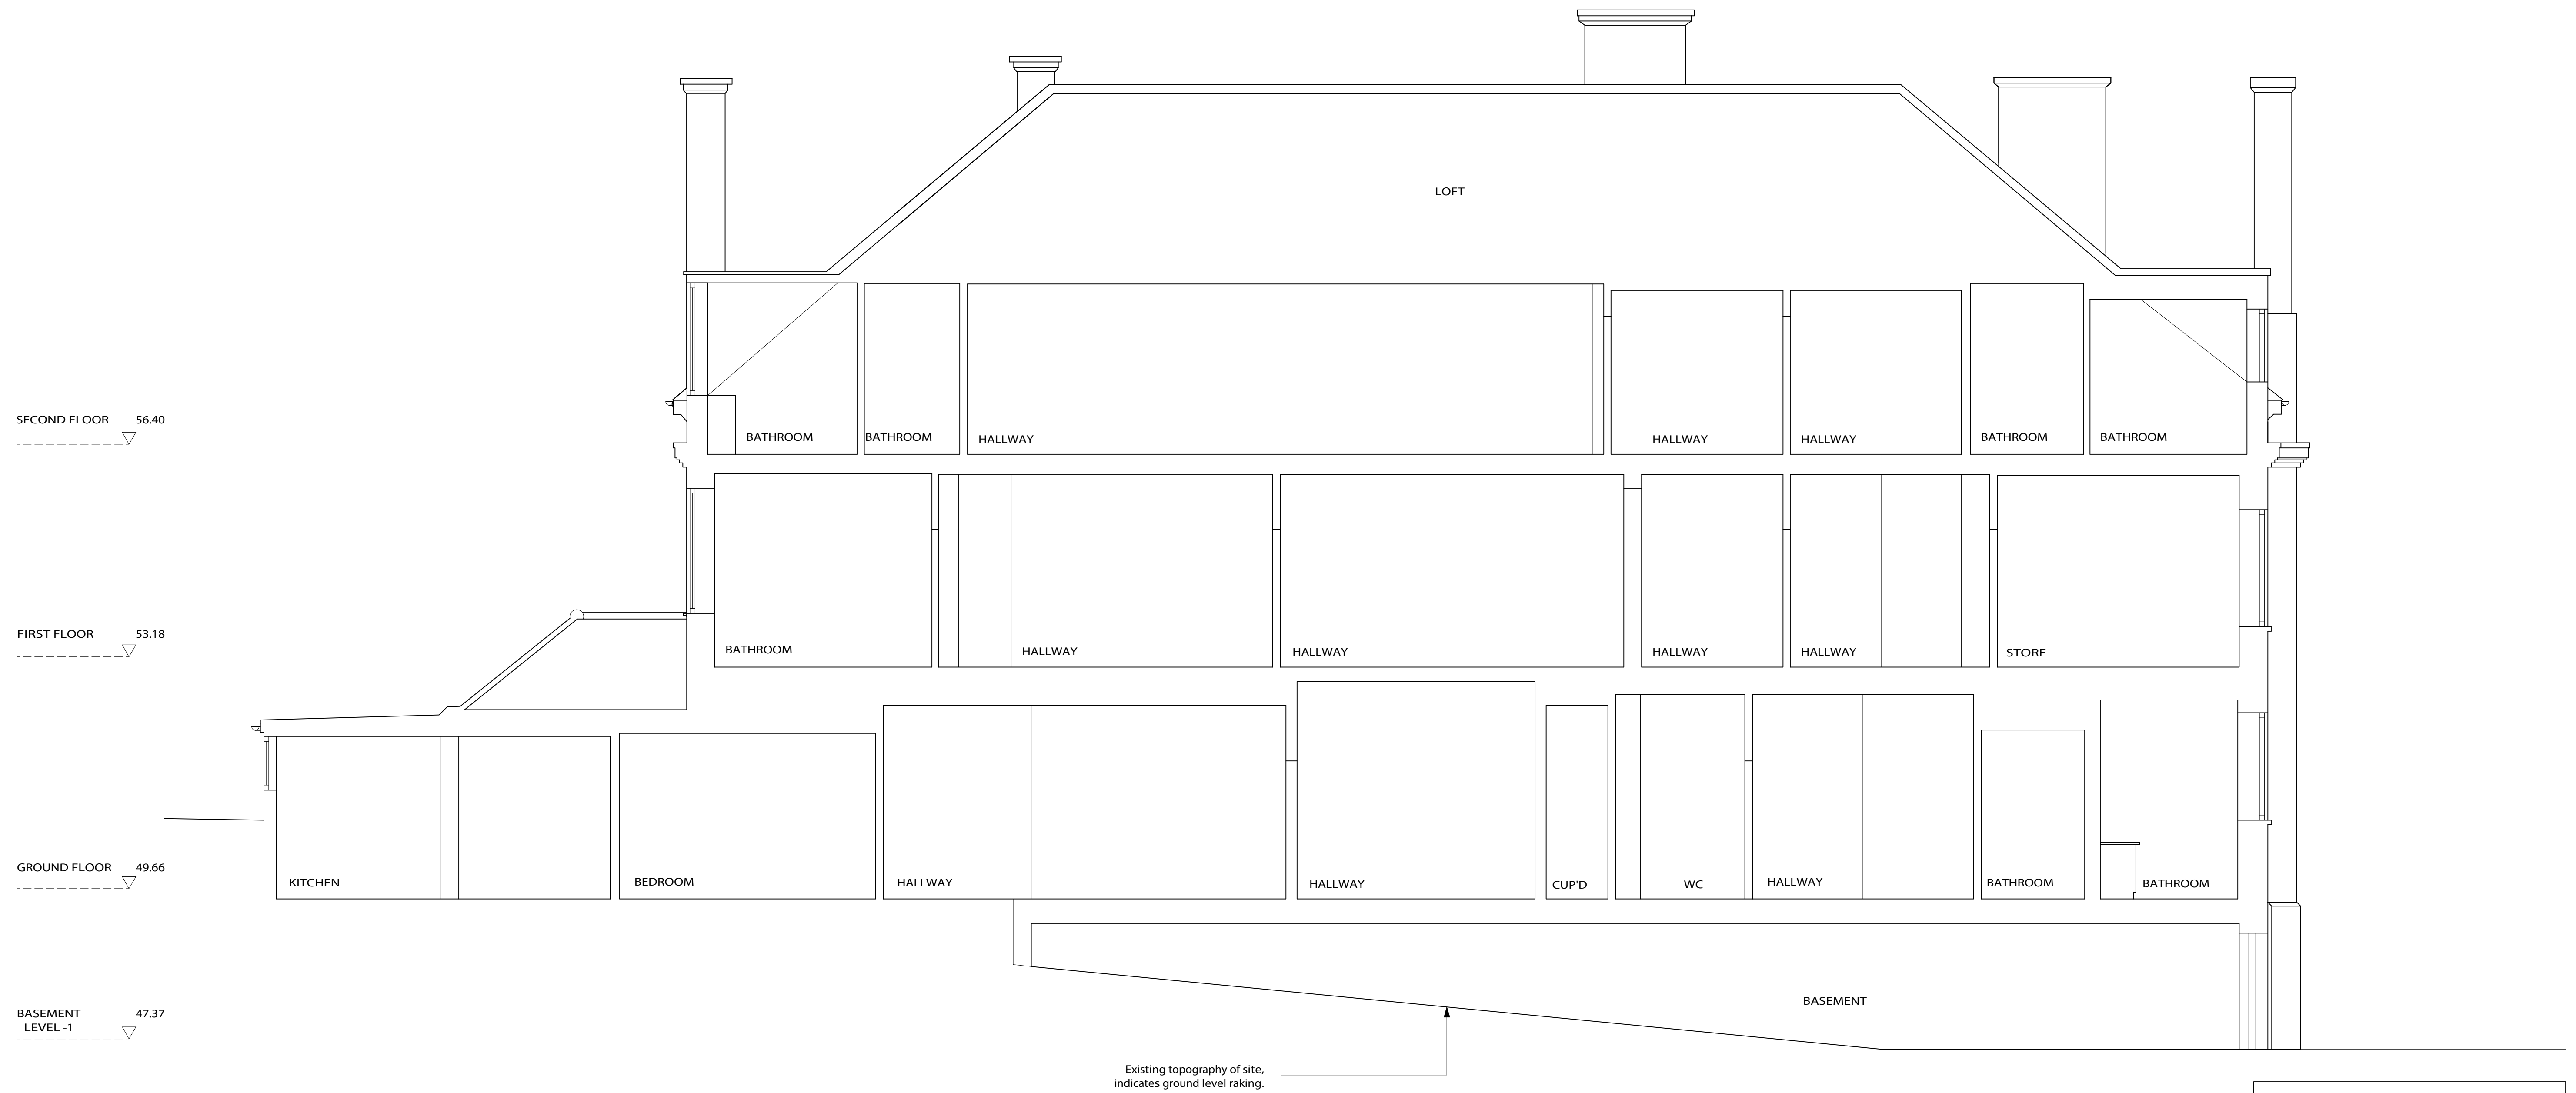 LOFT
SECOND FLOOR 56.40
BATHROOM
BATHROOM
HALLWAY
HALLWAY
HALLWAY
BATHROOM
BATHROOM
FIRST FLOOR 53.18
BATHROOM
HALLWAY
HALLWAY
HALLWAY
HALLWAY
STORE
GROUND FLOOR 49.66
KITCHEN
BEDROOM
HALLWAY
HALLWAY
CUP'D
WC
HALLWAY
BATHROOM
BATHROOM
BASEMENT 47.37
LEVEL -1
BASEMENT
Existing topography of site,
indicates ground level raking.